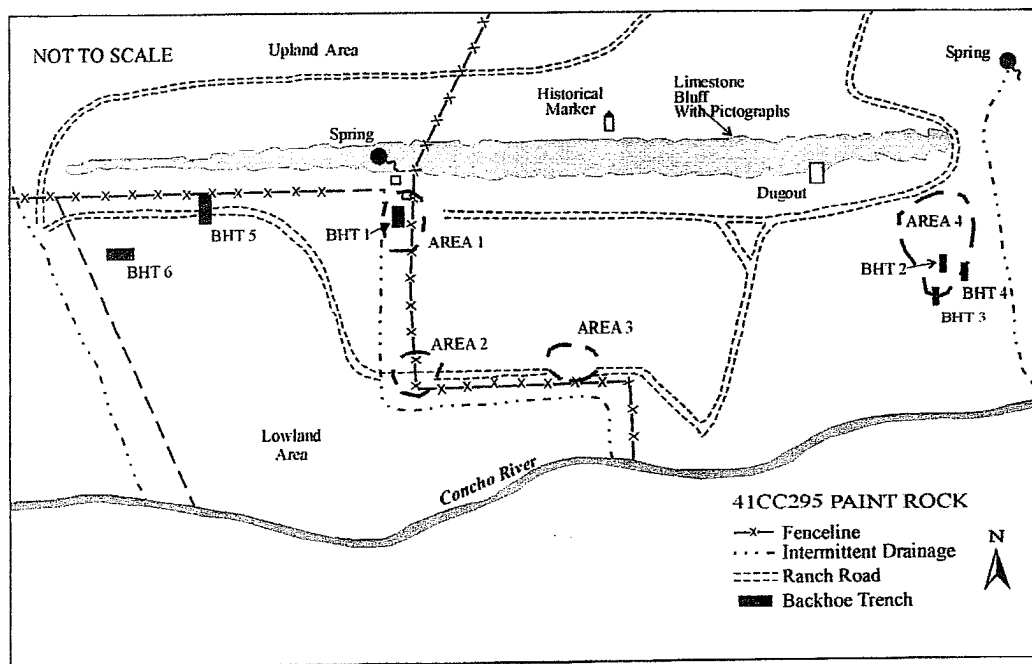 NOT TO SCALE
Upland Area
Spring
Historical
Marker
Limestone
Bluff
With Pictographs
Spring
Dugout
BHT 5
BHT 1
AREA 1
AREA 4
BHT 6
BHT 2
BHT 4
BHT 3
AREA 2
AREA 3
Lowland
Area
Concho River
41CC295 PAINT ROCK
Fenceline
Intermittent Drainage
Ranch Road
Backhoe Trench
N